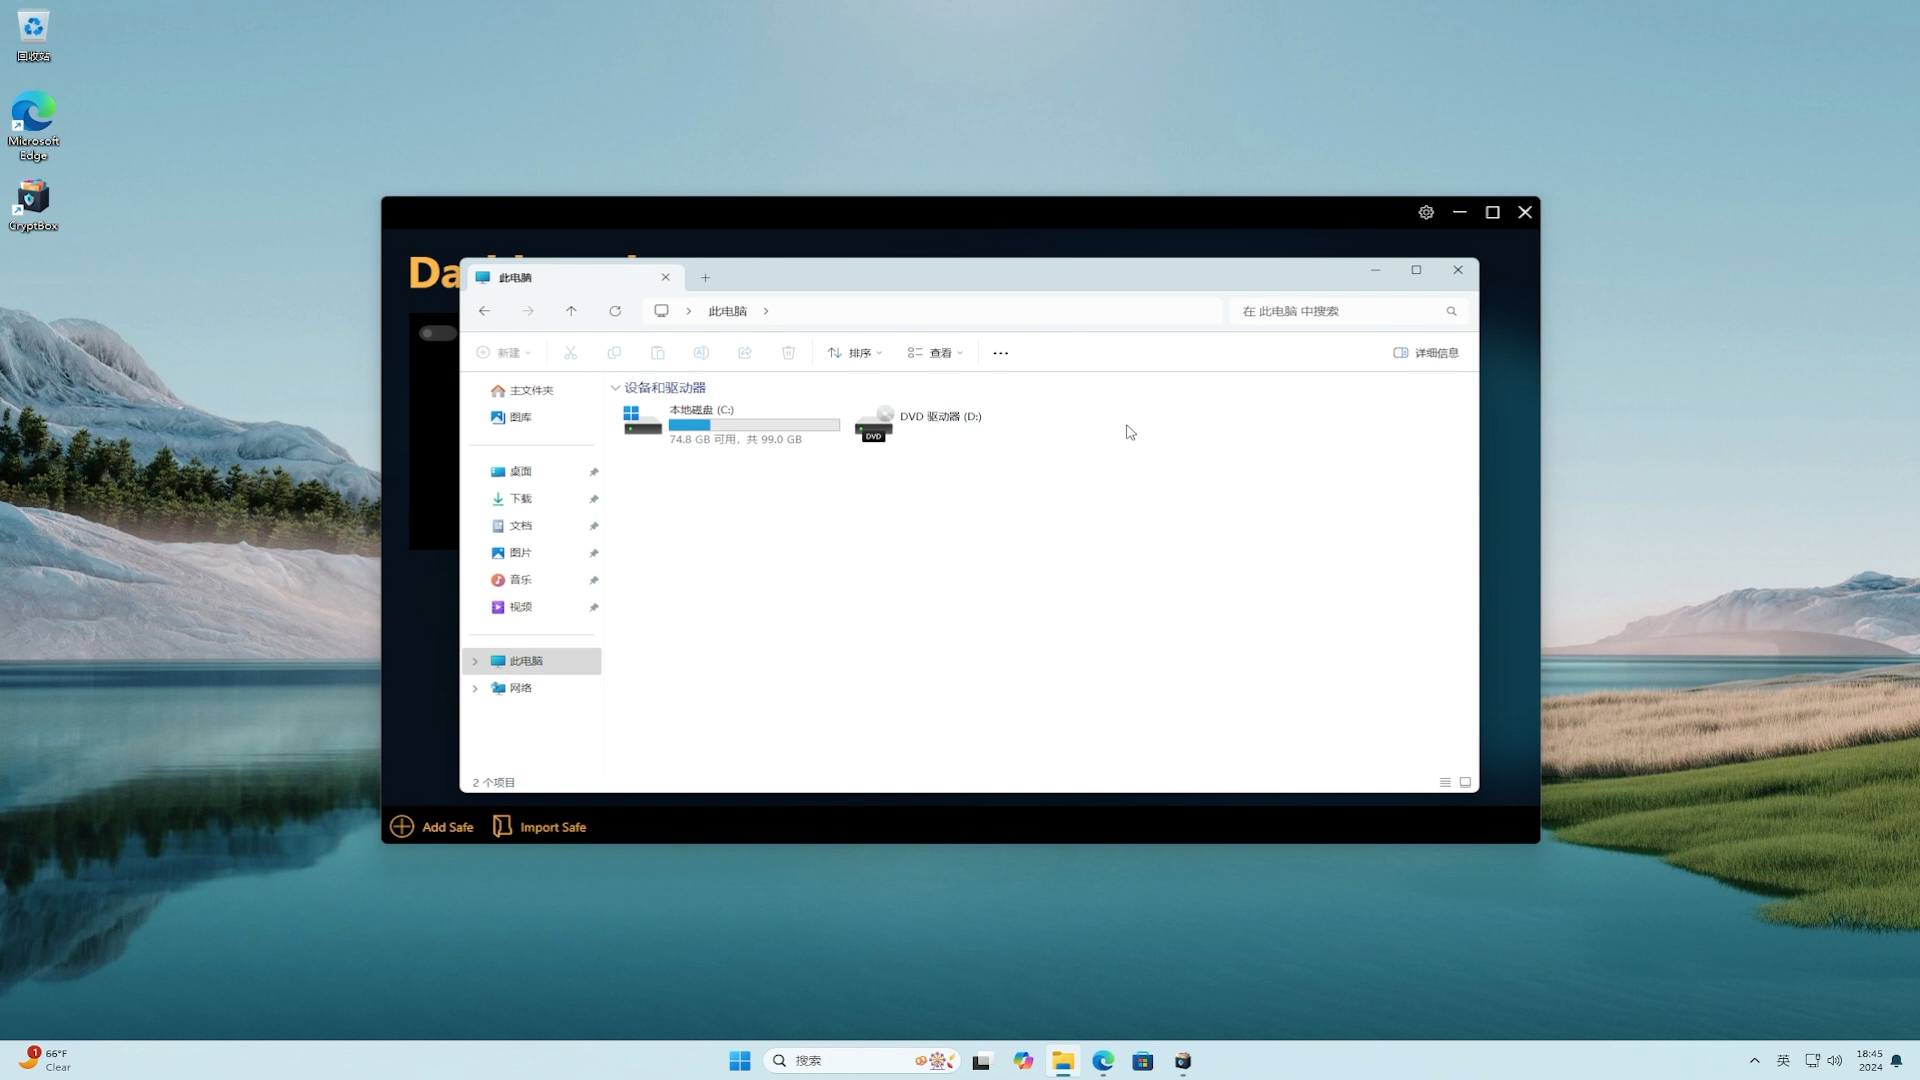 回收站
Microsoft
Edge
CryptBox
此电脑
此电脑
在 此电脑 中搜索
新建
排序
查看
详细信息
主文件夹
图库
桌面
下载
文档
图片
音乐
视频
此电脑
网络
设备和驱动器
本地磁盘 (C:)
74.8 GB 可用, 共 99.0 GB
DVD 驱动器 (D:)
DVD
2 个项目
Add Safe
Import Safe
1
66°F
Clear
搜索
英
18:45
2024